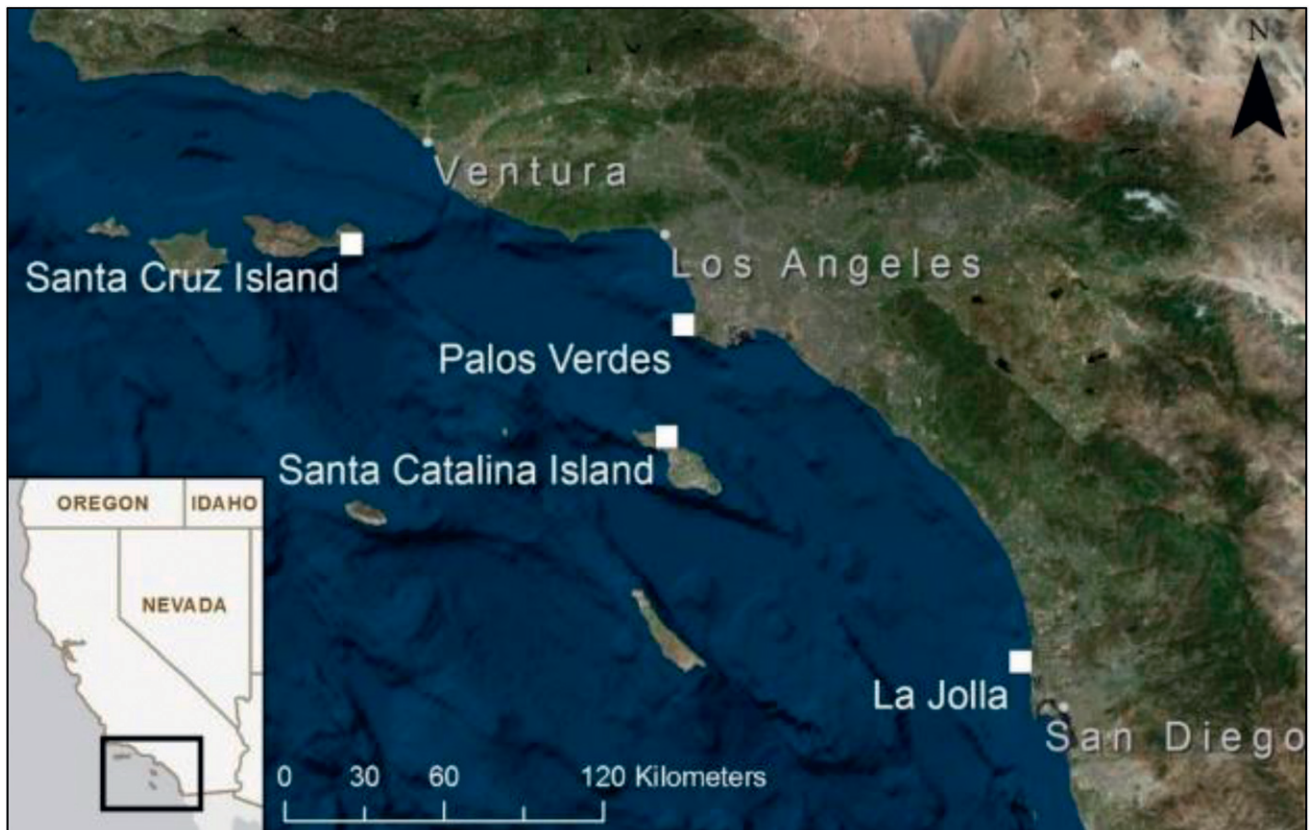 N
Ventura
Santa Cruz Island
Los Angeles
Palos Verdes
Santa Catalina Island
OREGON IDAHO
NEVADA
La Jolla
San Diego
0 30 60 120 Kilometers